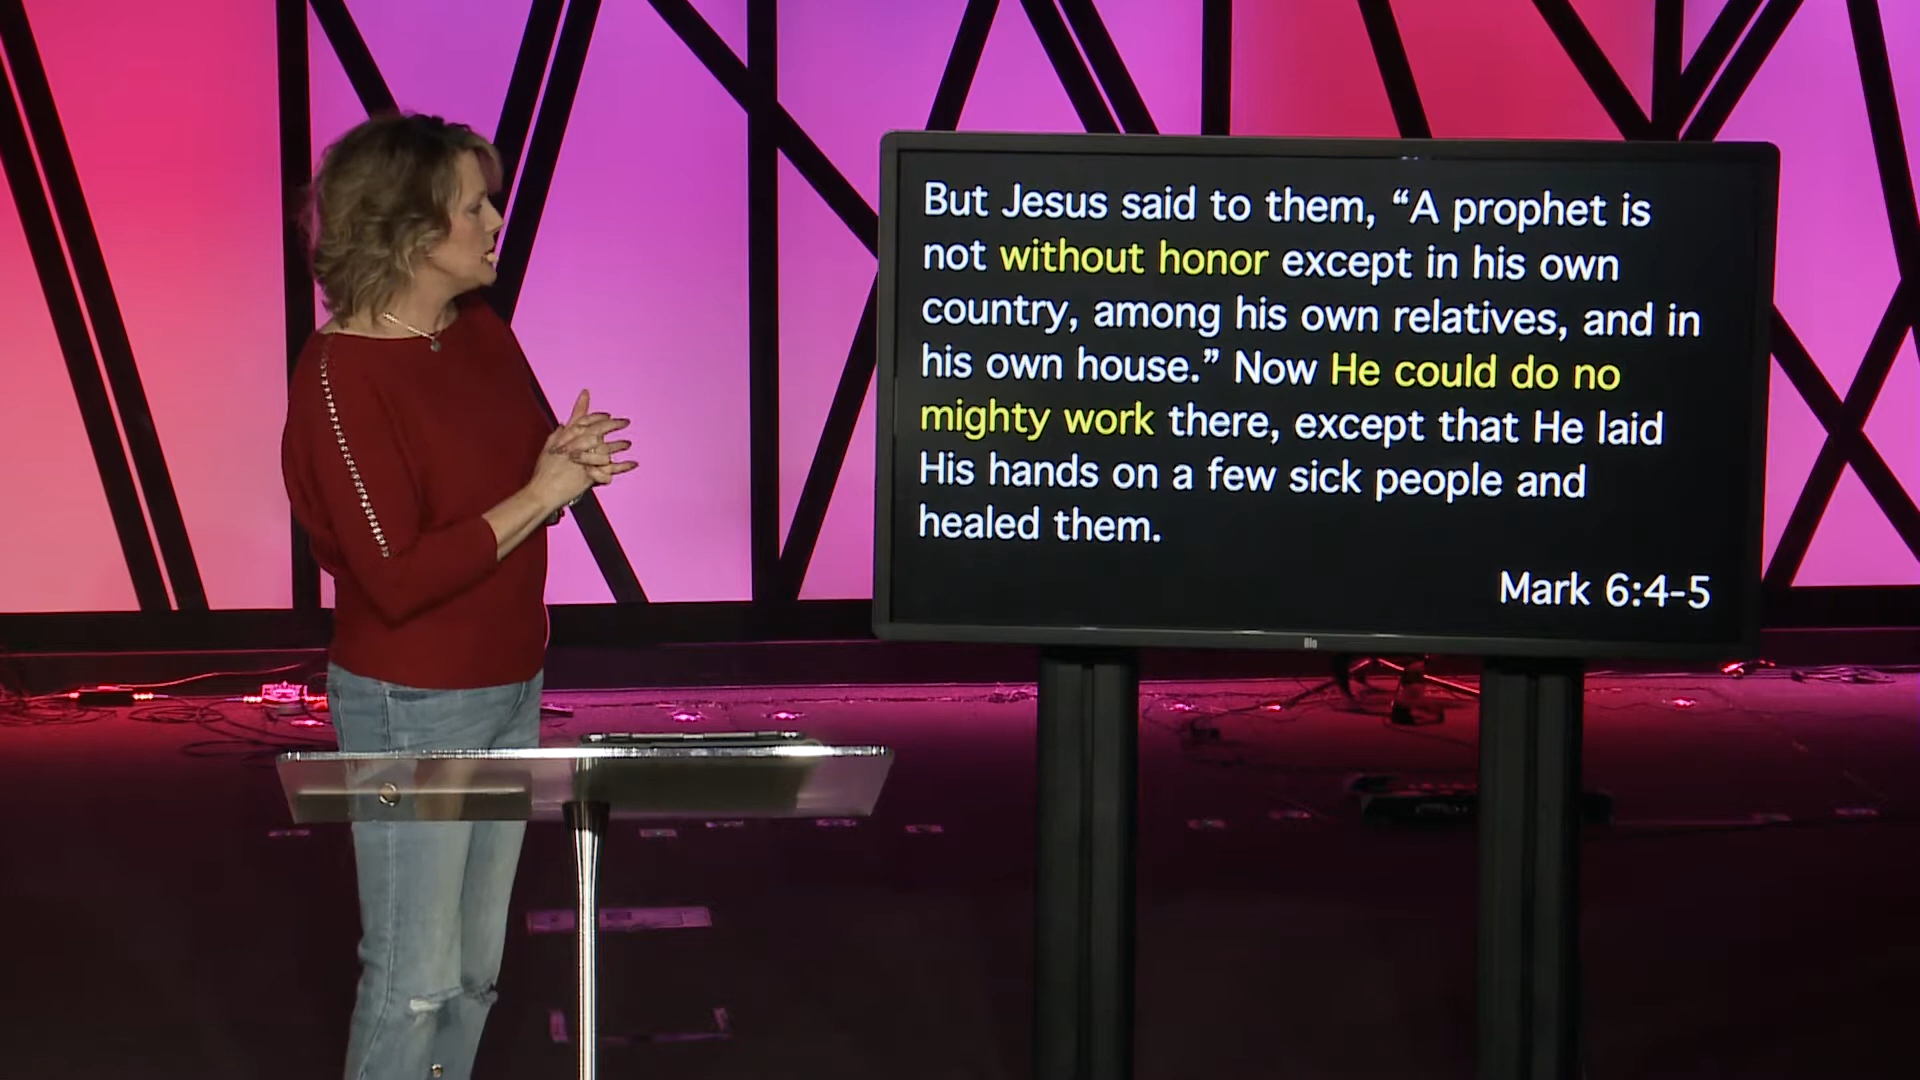 But Jesus said to them, “A prophet is
not without honor except in his own
country, among his own relatives, and in
his own house.” Now He could do no
mighty work there, except that He laid
His hands on a few sick people and
healed them.
Mark 6:4-5